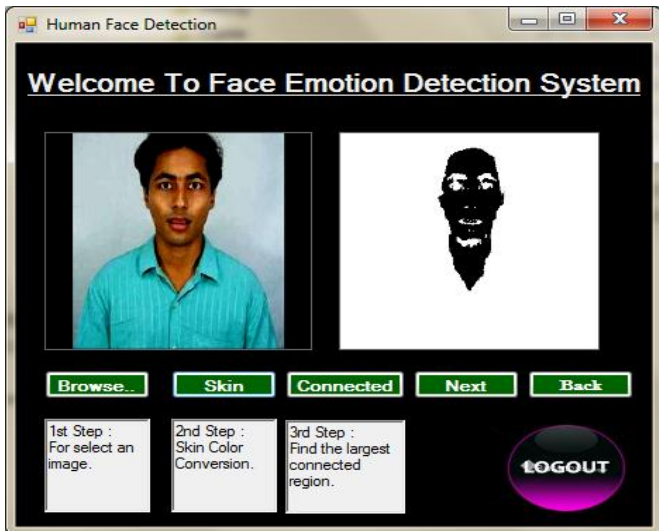 Human Face Detection
Welcome To Face Emotion Detection System
Browse..
Skin
Connected
Next
Back
1st Step :
For select an
image.
2nd Step :
Skin Color
Conversion.
3rd Step :
Find the largest
connected
region.
LOGOUT